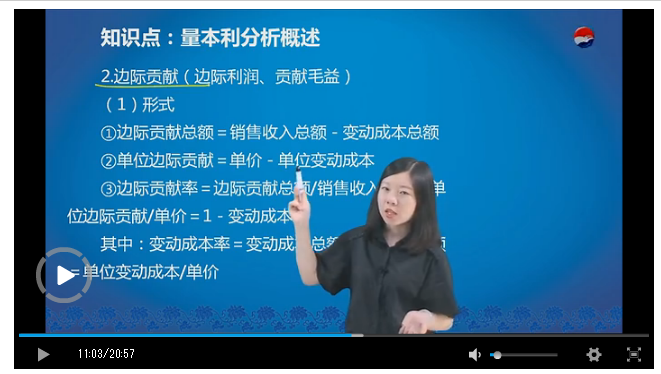 知识点：量本利分析概述
2.边际贡献（边际利润、贡献毛益）
（1）形式
①边际贡献总额＝销售收入总额－变动成本总额
②单位边际贡献＝单价－单位变动成本
③边际贡献率＝边际贡献总额/销售收入 单
位边际贡献/单价＝1－变动成本
其中：变动成本率＝变动成本总额
＝单位变动成本/单价
11:03/20:57